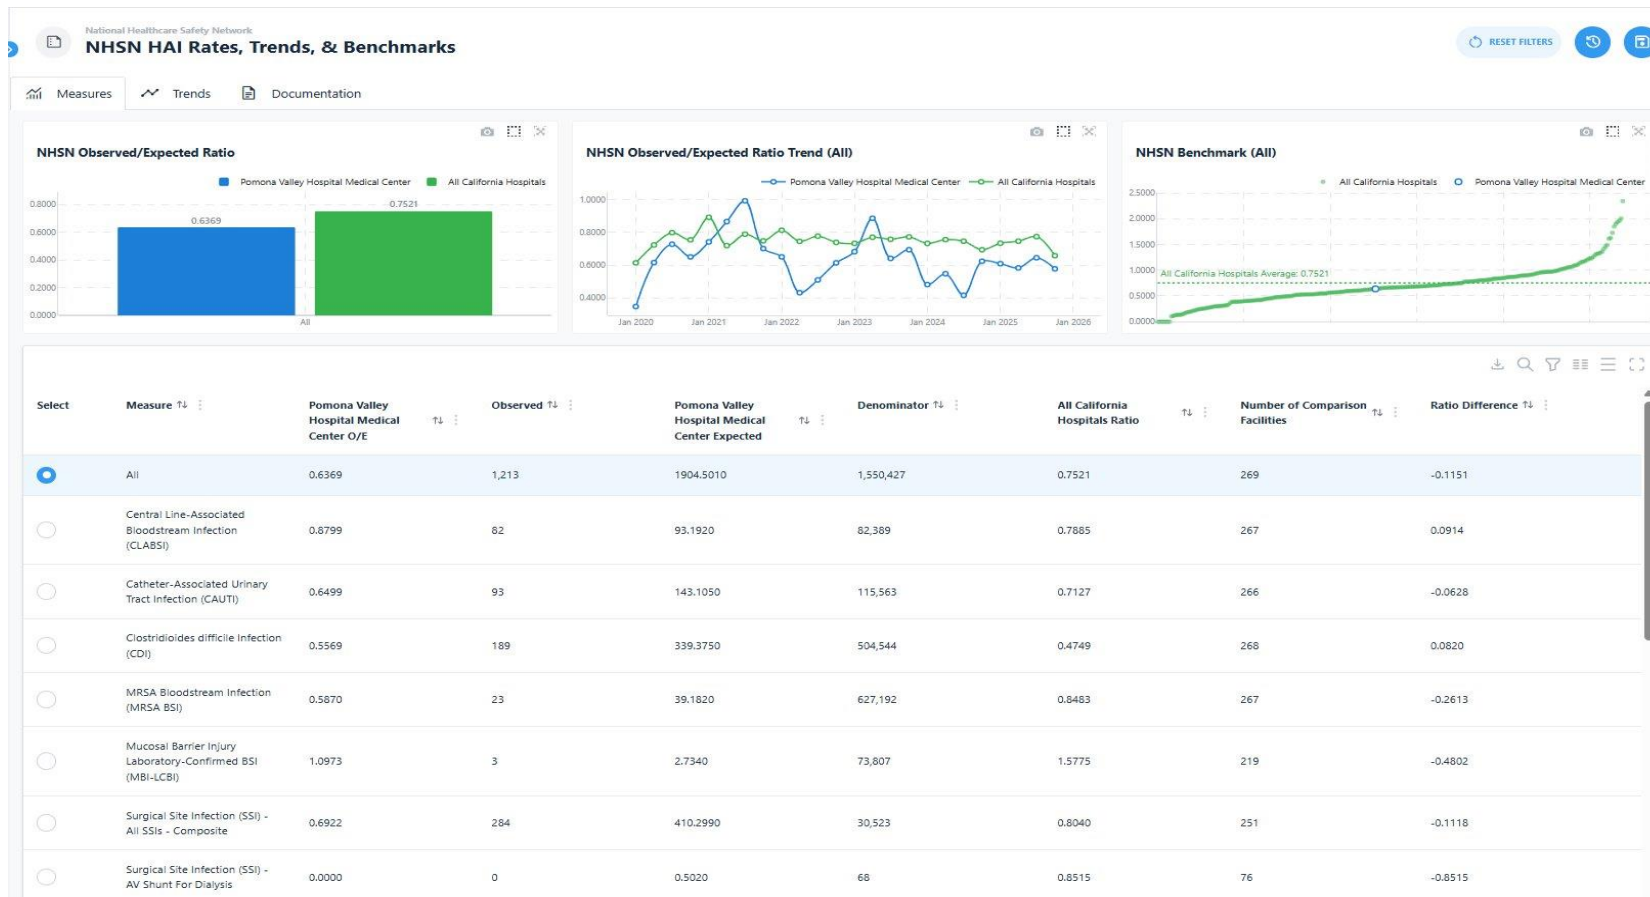 National Healthcare Safety Network
NHSN HAI Rates, Trends, & Benchmarks
RESET FILTERS
Measures
Trends
Documentation
NHSN Observed/Expected Ratio
Pomona Valley Hospital Medical Center
All California Hospitals
0.8000
0.6000
0.4000
0.2000
0.0000
0.6369
0.7521
All
NHSN Observed/Expected Ratio Trend (All)
Pomona Valley Hospital Medical Center
All California Hospitals
1.0000
0.8000
0.6000
0.4000
Jan 2020
Jan 2021
Jan 2022
Jan 2023
Jan 2024
Jan 2025
Jan 2026
NHSN Benchmark (All)
All California Hospitals
Pomona Valley Hospital Medical Center
2.5000
2.0000
1.5000
1.0000
0.5000
0.0000
All California Hospitals Average: 0.7521
Select
Measure
Pomona Valley
Hospital Medical
Center O/E
Observed
Pomona Valley
Hospital Medical
Center Expected
Denominator
All California
Hospitals Ratio
Number of Comparison
Facilities
Ratio Difference
All
0.6369
1,213
1904.5010
1,550,427
0.7521
269
-0.1151
Central Line-Associated
Bloodstream Infection
(CLABSI)
0.8799
82
93.1920
82,389
0.7885
267
0.0914
Catheter-Associated Urinary
Tract Infection (CAUTI)
0.6499
93
143.1050
115,563
0.7127
266
-0.0628
Clostridioides difficile Infection
(CDI)
0.5569
189
339.3750
504,544
0.4749
268
0.0820
MRSA Bloodstream Infection
(MRSA BSI)
0.5870
23
39.1820
627,192
0.8483
267
-0.2613
Mucosal Barrier Injury
Laboratory-Confirmed BSI
(MBI-LCBI)
1.0973
3
2.7340
73,807
1.5775
219
-0.4802
Surgical Site Infection (SSI) -
All SSIs - Composite
0.6922
284
410.2990
30,523
0.8040
251
-0.1118
Surgical Site Infection (SSI) -
AV Shunt For Dialysis
0.0000
0
0.5020
68
0.8515
76
-0.8515